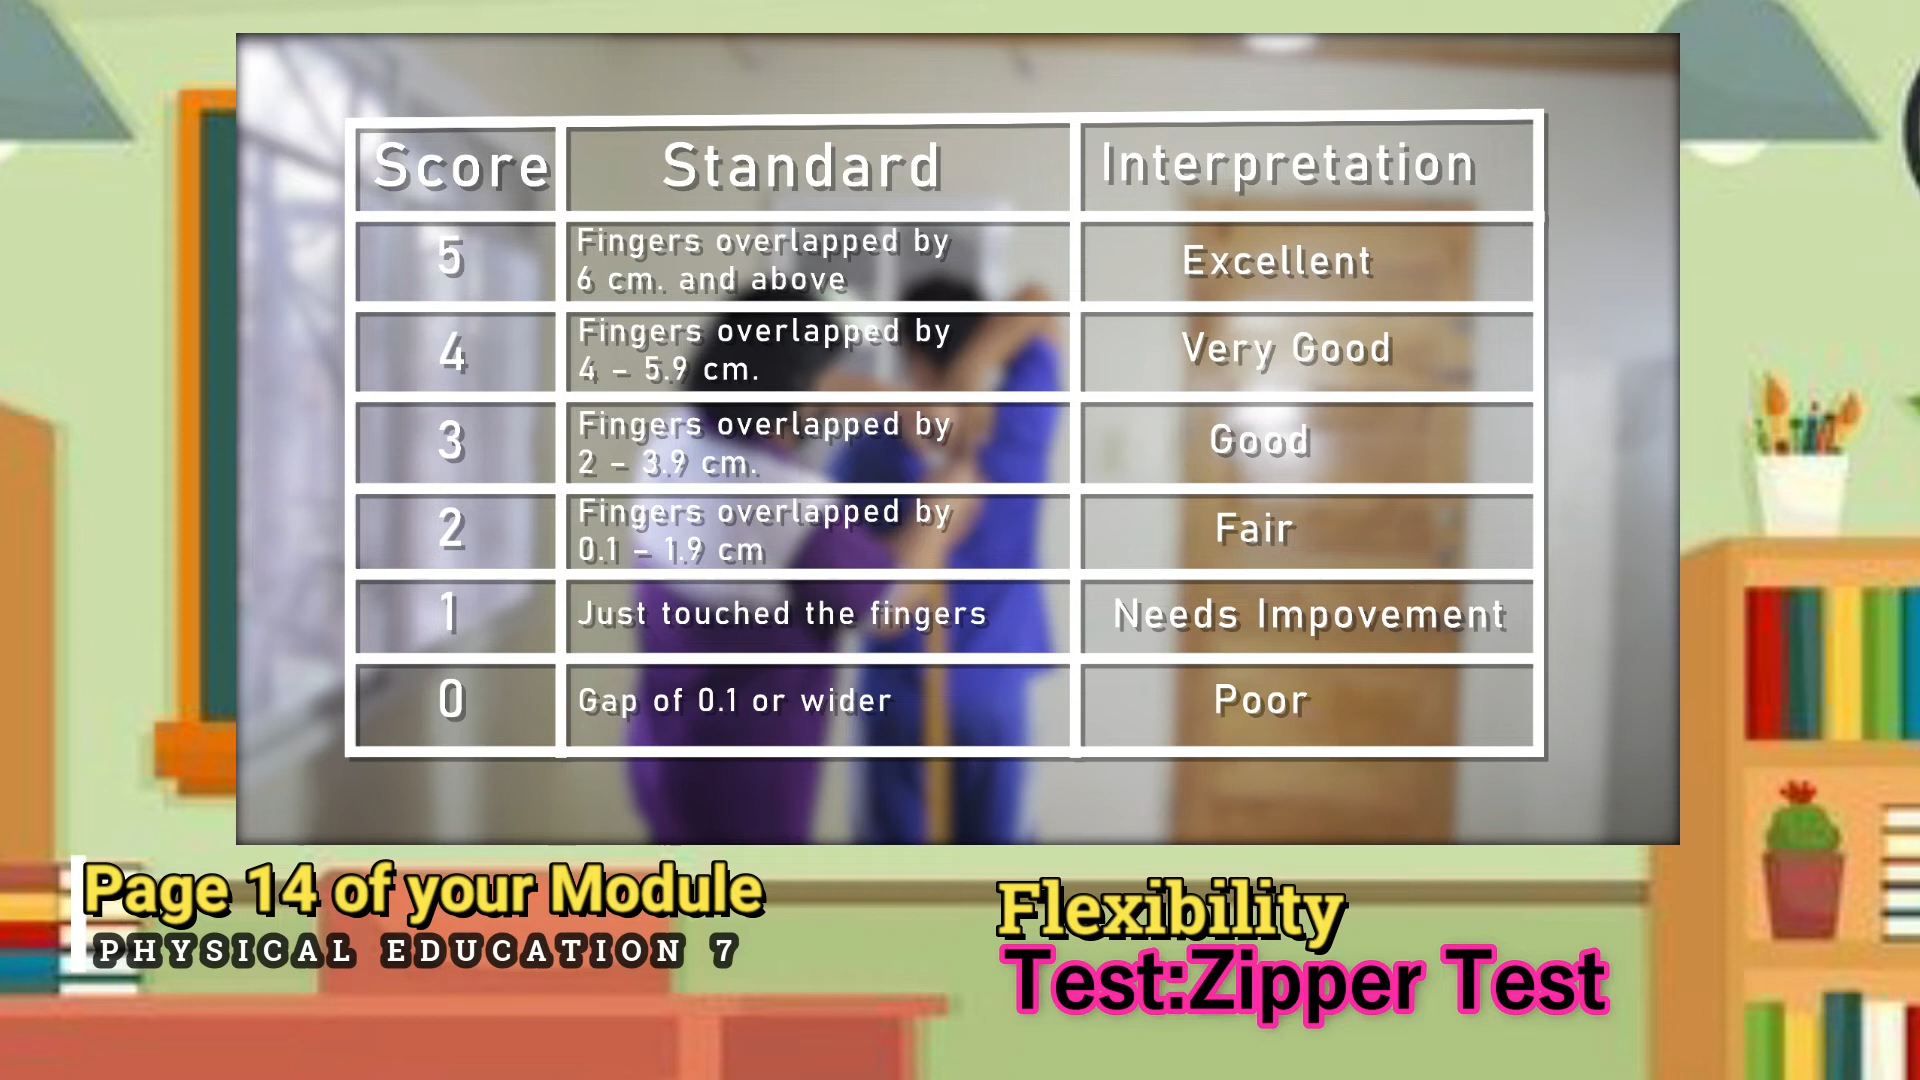 Score Standard Interpretation
5 Fingers overlapped by
6 cm. and above Excellent
4 Fingers overlapped by
4 - 5.9 cm. Very Good
3 Fingers overlapped by
2 - 3.9 cm. Good
2 Fingers overlapped by
0.1 - 1.9 cm Fair
1 Just touched the fingers Needs Impovement
0 Gap of 0.1 or wider Poor
Page 14 of your Module
PHYSICAL EDUCATION 7
Flexibility
Test:Zipper Test